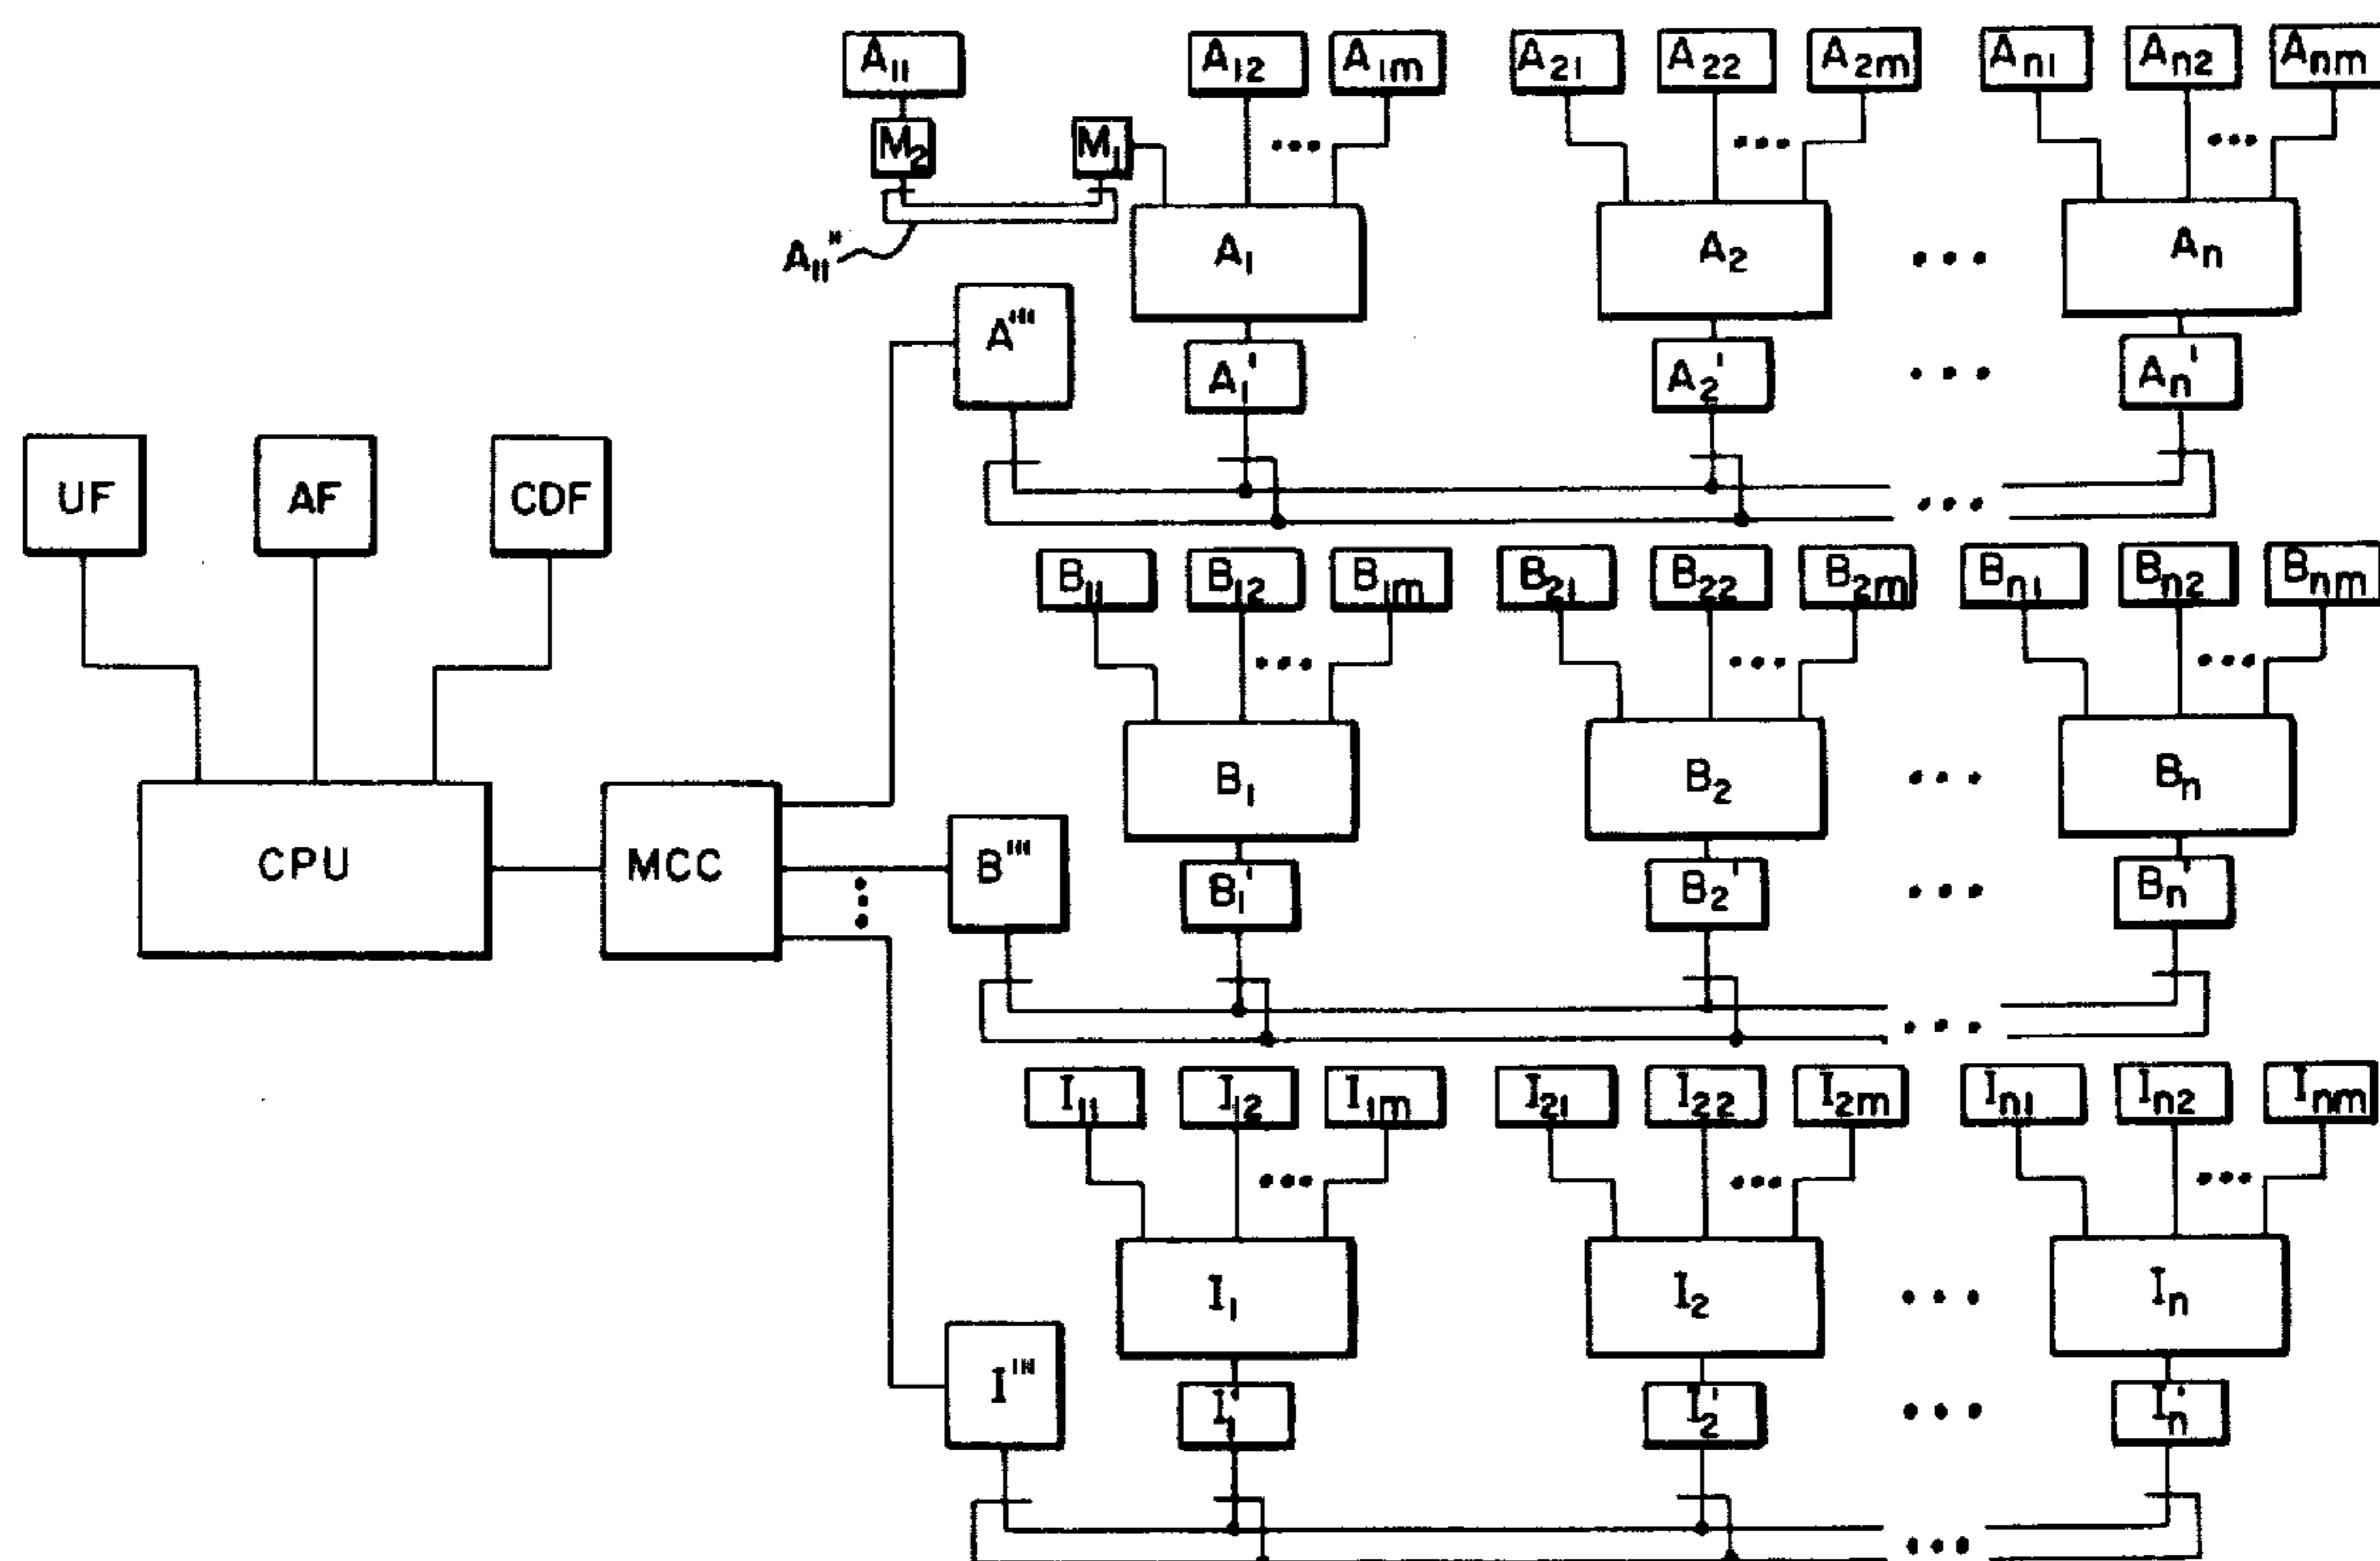 A₁₁ A₁₂ A₁ₘ A₂₁ A₂₂ A₂ₘ Aₙ₁ Aₙ₂ Aₙₘ
M₂ M₁ ... ... ...
A₁₁" A₁ A₂ ... Aₙ
A'''
A₁' A₂' ... Aₙ'
UF AF CDF ...
B₁₁ B₁₂ B₁ₘ B₂₁ B₂₂ B₂ₘ Bₙ₁ Bₙ₂ Bₙₘ
... ... ...
B₁ B₂ ... Bₙ
CPU MCC B'''
B₁' B₂' ... Bₙ'
...
I₁₁ I₁₂ I₁ₘ I₂₁ I₂₂ I₂ₘ Iₙ₁ Iₙ₂ Iₙₘ
... ... ...
I₁ I₂ ... Iₙ
I'''
I₁' I₂' ... Iₙ'
...